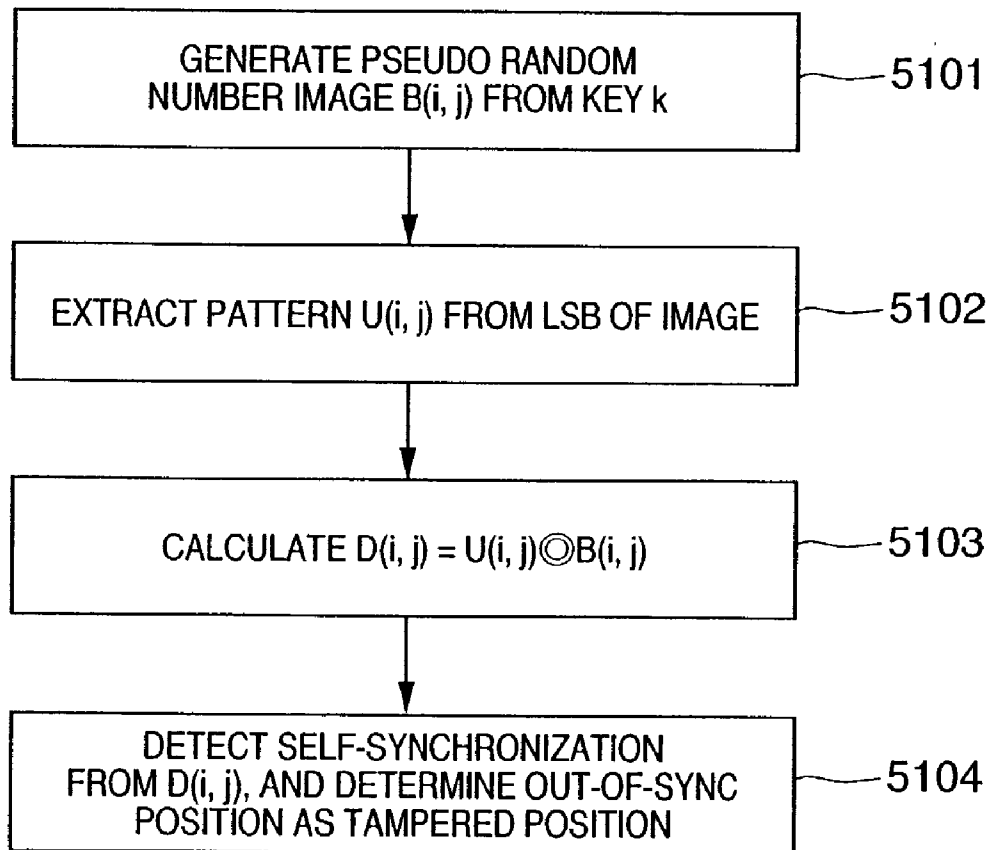 GENERATE PSEUDO RANDOM
NUMBER IMAGE B(i, j) FROM KEY k
5101
EXTRACT PATTERN U(i, j) FROM LSB OF IMAGE
5102
CALCULATE D(i, j) = U(i, j)◎B(i, j)
5103
DETECT SELF-SYNCHRONIZATION
FROM D(i, j), AND DETERMINE OUT-OF-SYNC
POSITION AS TAMPERED POSITION
5104